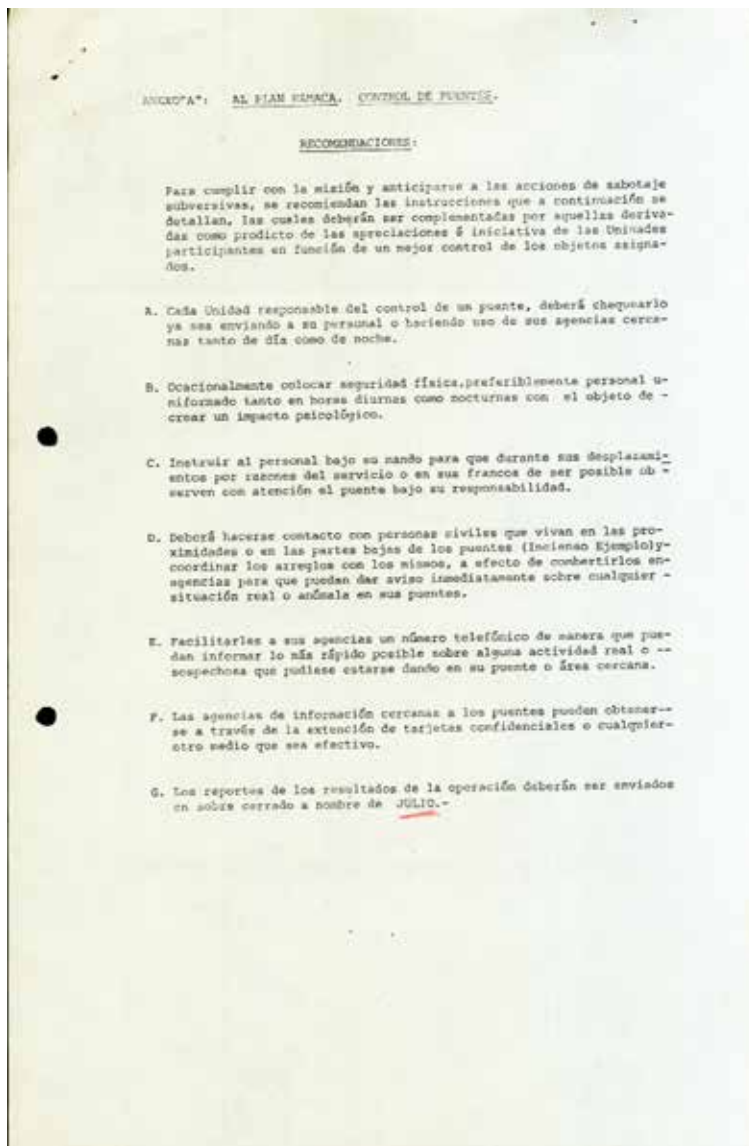 ANEXO"A": AL PLAN HAMACA. CONTROL DE PUENTES.
RECOMENDACIONES:
Para cumplir con la misión y anticiparse a las acciones de sabotaje
subversivas, se recomiendan las instrucciones que a continuación se
detallan, las cuales deberán ser complementadas por aquellas deriva-
das como producto de las apreciaciones é iniciativa de las Unidades
participantes en función de un mejor control de los objetos asigna-
dos.
A. Cada Unidad responsable del control de un puente, deberá chequearlo
ya sea enviando a su personal o haciendo uso de sus agencias cerca-
nas tanto de día como de noche.
B. Ocacionalmente colocar seguridad física,preferiblemente personal u-
niformado tanto en horas diurnas como nocturnas con el objeto de -
crear un impacto psicológico.
C. Instruir al personal bajo su mando para que durante sus desplazami-
entos por razones del servicio o en sus francos de ser posible ob -
serven con atención el puente bajo su responsabilidad.
D. Deberá hacerse contacto con personas civiles que vivan en las pro-
ximidades o en las partes bajas de los puentes (Incienso Ejemplo)y-
coordinar los arreglos con los mismos, a efecto de combertirlos en-
agencias para que puedan dar aviso inmediatamente sobre cualquier -
situación real o anómala en sus puentes.
E. Facilitarles a sus agencias un número telefónico de manera que pue-
dan informar lo más rápido posible sobre alguna actividad real o --
sospechosa que pudiese estarse dando en su puente o área cercana.
F. Las agencias de información cercanas a los puentes pueden obtener--
se a través de la extención de tarjetas confidenciales o cualquier-
otro medio que sea efectivo.
G. Los reportes de los resultados de la operación deberán ser enviados
en sobre cerrado a nombre de JULIO.-